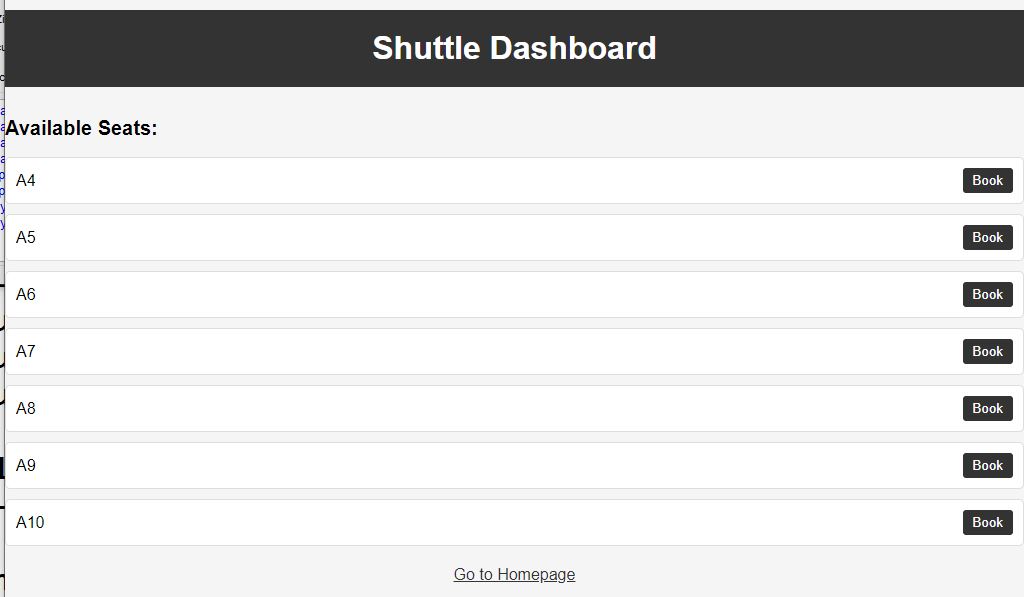 Shuttle Dashboard
Available Seats:
A4 Book
A5 Book
A6 Book
A7 Book
A8 Book
A9 Book
A10 Book
Go to Homepage